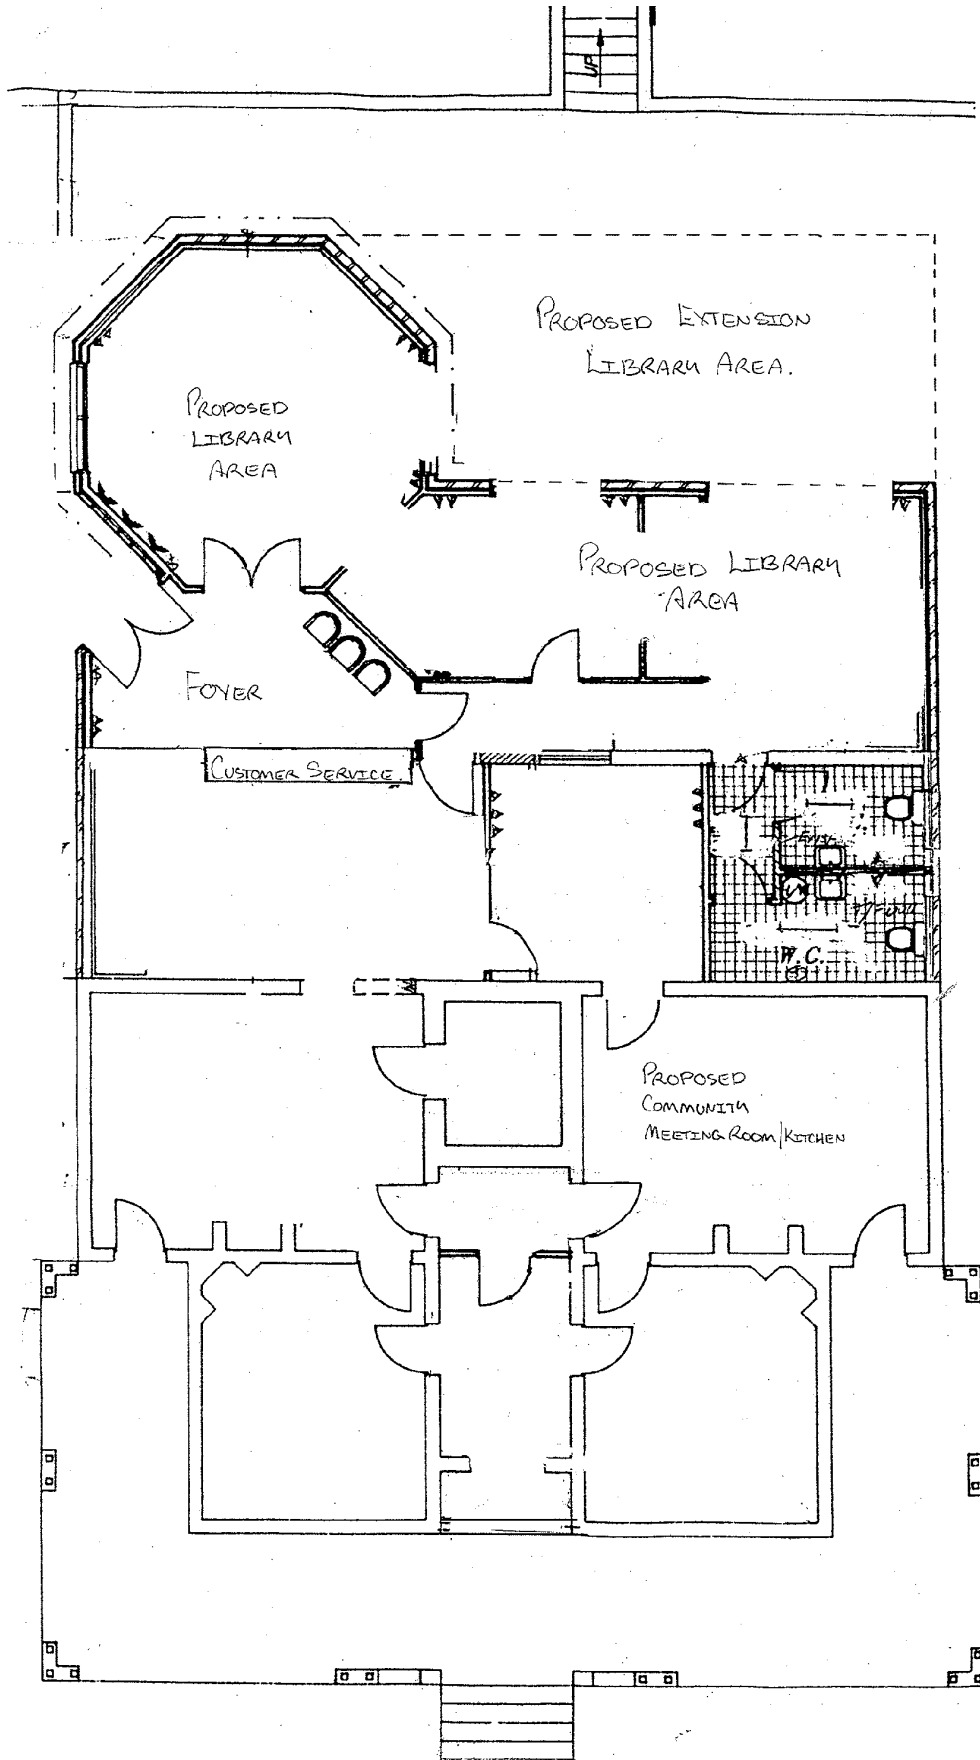 UP
PROPOSED EXTENSION
LIBRARY AREA.
PROPOSED
LIBRARY
AREA
PROPOSED LIBRARY
AREA
FOYER
CUSTOMER SERVICE.
W.C.
PROPOSED
COMMUNITY
MEETING ROOM/KITCHEN